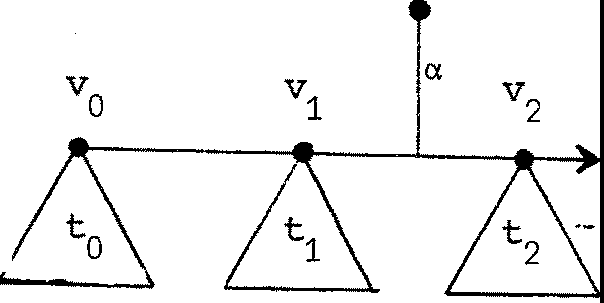 α
v₀ v₁ v₂
t₀ t₁ t₂